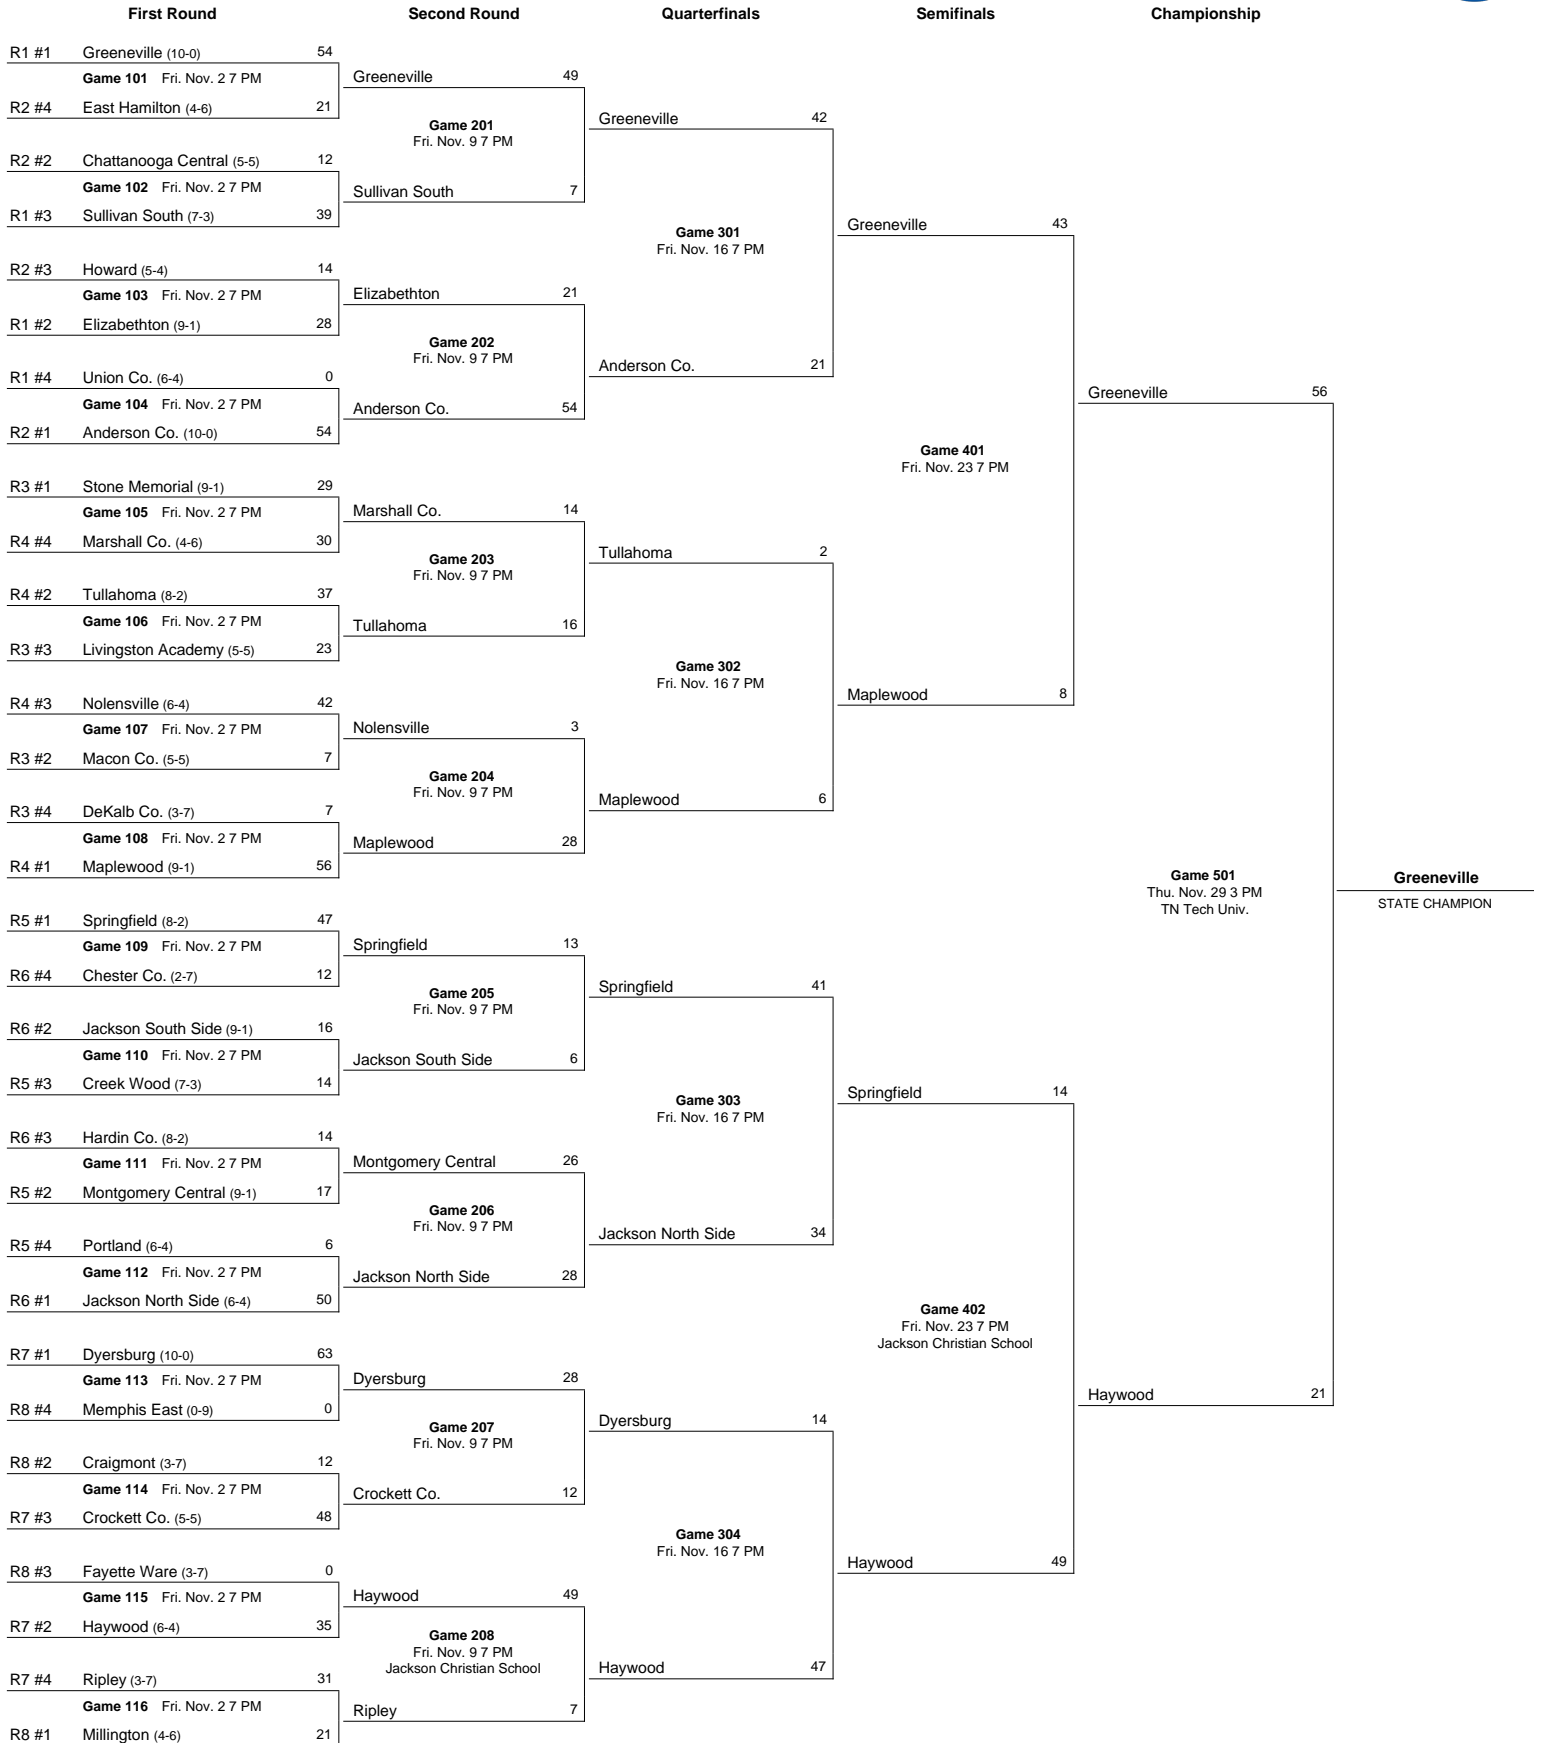 First Round
Second Round
Quarterfinals
Semifinals
Championship
R1 #1 Greeneville (10-0) 54
Game 101 Fri. Nov. 2 7 PM
R2 #4 East Hamilton (4-6) 21
R2 #2 Chattanooga Central (5-5) 12
Game 102 Fri. Nov. 2 7 PM
R1 #3 Sullivan South (7-3) 39
R2 #3 Howard (5-4) 14
Game 103 Fri. Nov. 2 7 PM
R1 #2 Elizabethton (9-1) 28
R1 #4 Union Co. (6-4) 0
Game 104 Fri. Nov. 2 7 PM
R2 #1 Anderson Co. (10-0) 54
R3 #1 Stone Memorial (9-1) 29
Game 105 Fri. Nov. 2 7 PM
R4 #4 Marshall Co. (4-6) 30
R4 #2 Tullahoma (8-2) 37
Game 106 Fri. Nov. 2 7 PM
R3 #3 Livingston Academy (5-5) 23
R4 #3 Nolensville (6-4) 42
Game 107 Fri. Nov. 2 7 PM
R3 #2 Macon Co. (5-5) 7
R3 #4 DeKalb Co. (3-7) 7
Game 108 Fri. Nov. 2 7 PM
R4 #1 Maplewood (9-1) 56
R5 #1 Springfield (8-2) 47
Game 109 Fri. Nov. 2 7 PM
R6 #4 Chester Co. (2-7) 12
R6 #2 Jackson South Side (9-1) 16
Game 110 Fri. Nov. 2 7 PM
R5 #3 Creek Wood (7-3) 14
R6 #3 Hardin Co. (8-2) 14
Game 111 Fri. Nov. 2 7 PM
R5 #2 Montgomery Central (9-1) 17
R5 #4 Portland (6-4) 6
Game 112 Fri. Nov. 2 7 PM
R6 #1 Jackson North Side (6-4) 50
R7 #1 Dyersburg (10-0) 63
Game 113 Fri. Nov. 2 7 PM
R8 #4 Memphis East (0-9) 0
R8 #2 Craigmont (3-7) 12
Game 114 Fri. Nov. 2 7 PM
R7 #3 Crockett Co. (5-5) 48
R8 #3 Fayette Ware (3-7) 0
Game 115 Fri. Nov. 2 7 PM
R7 #2 Haywood (6-4) 35
R7 #4 Ripley (3-7) 31
Game 116 Fri. Nov. 2 7 PM
R8 #1 Millington (4-6) 21
Greeneville 49
Game 201
Fri. Nov. 9 7 PM
Sullivan South 7
Elizabethton 21
Game 202
Fri. Nov. 9 7 PM
Anderson Co. 54
Marshall Co. 14
Game 203
Fri. Nov. 9 7 PM
Tullahoma 16
Nolensville 3
Game 204
Fri. Nov. 9 7 PM
Maplewood 28
Springfield 13
Game 205
Fri. Nov. 9 7 PM
Jackson South Side 6
Montgomery Central 26
Game 206
Fri. Nov. 9 7 PM
Jackson North Side 28
Dyersburg 28
Game 207
Fri. Nov. 9 7 PM
Crockett Co. 12
Haywood 49
Game 208
Fri. Nov. 9 7 PM
Jackson Christian School
Ripley 7
Greeneville 42
Game 301
Fri. Nov. 16 7 PM
Anderson Co. 21
Tullahoma 2
Game 302
Fri. Nov. 16 7 PM
Maplewood 6
Springfield 41
Game 303
Fri. Nov. 16 7 PM
Jackson North Side 34
Dyersburg 14
Game 304
Fri. Nov. 16 7 PM
Haywood 47
Greeneville 43
Game 401
Fri. Nov. 23 7 PM
Maplewood 8
Springfield 14
Game 402
Fri. Nov. 23 7 PM
Jackson Christian School
Haywood 49
Greeneville 56
Game 501
Thu. Nov. 29 3 PM
TN Tech Univ.
Haywood 21
Greeneville
STATE CHAMPION